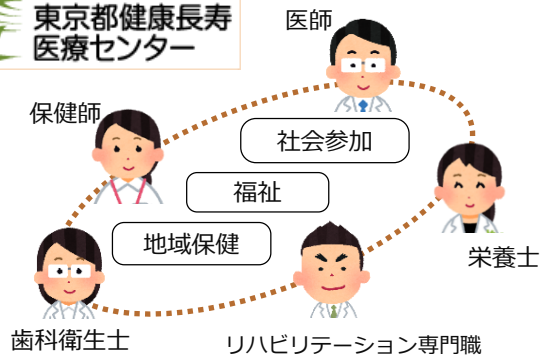 東京都健康長寿
医療センター
医師
保健師
社会参加
福祉
地域保健
栄養士
歯科衛生士
リハビリテーション専門職